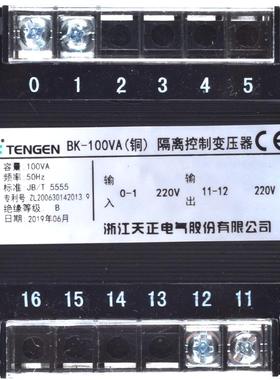 0 1 2 3 4 5
TENGEN BK-100VA(铜) 隔离控制变压器
容量 100VA
频率 50Hz
标准 JB/T 5555
专利号 ZL200630142013.9
绝缘等级 B
日期 2019年06月
输入 0-1 220V 输出 11-12 220V
浙江天正电气股份有限公司
16 15 14 13 12 11